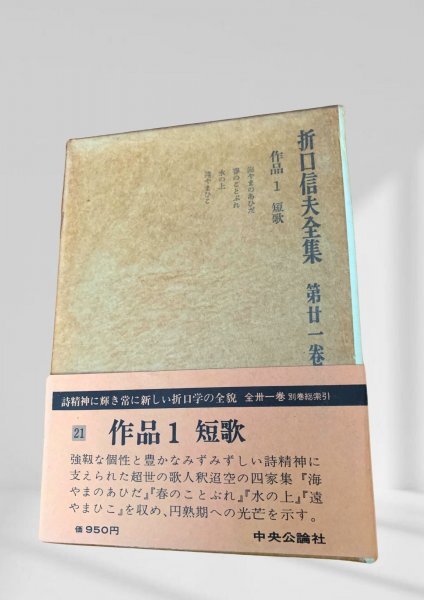 折口信夫全集 第廿一巻
作品1 短歌
海やまのあひだ
春のことぶれ
水の上
遠やまひこ
詩精神に輝き常に新しい折口学の全貌 全卅一巻 別巻総索引
21 作品1 短歌
強靱な個性と豊かなみずみずしい詩精神に
支えられた超世の歌人釈沼空の四家集『海
やまのあひだ』『春のことぶれ』『水の上』『遠
やまひこ』を収め、円熟期への光芒を示す。
価950円
中央公論社